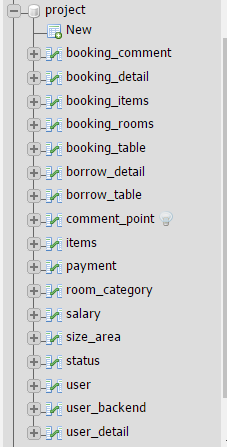 project
New
booking_comment
booking_detail
booking_items
booking_rooms
booking_table
borrow_detail
borrow_table
comment_point
items
payment
room_category
salary
size_area
status
user
user_backend
user_detail